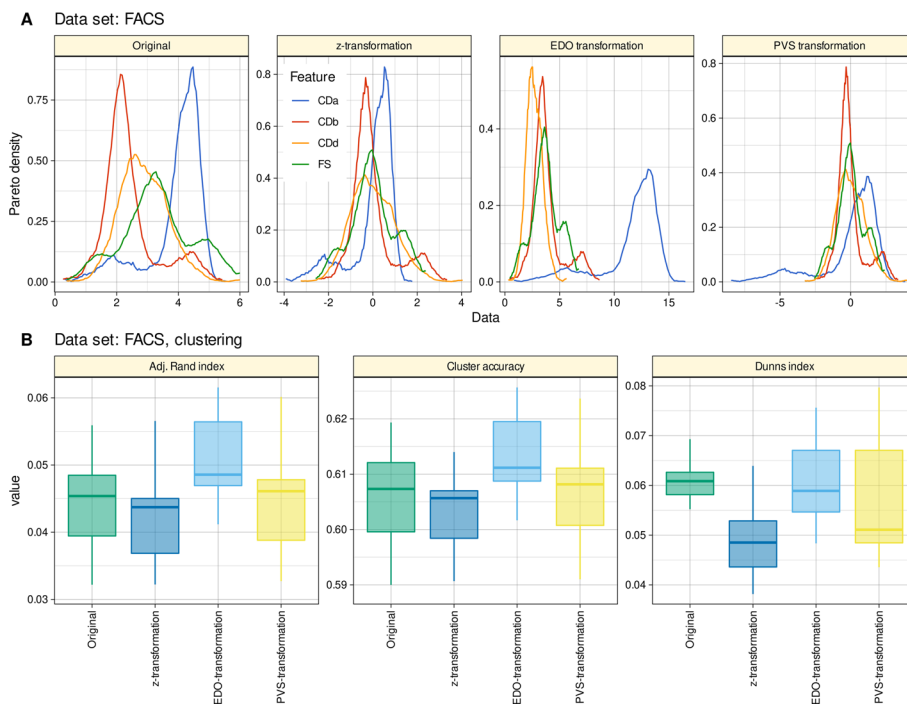 A Data set: FACS
Original
z-transformation
EDO transformation
PVS transformation
Pareto density
0.00
0.25
0.50
0.75
0 2 4 6
Feature
CDa
CDb
CDd
FS
0.0
0.2
0.4
0.6
0.8
-4 -2 0 2 4
0.0
0.2
0.4
0 5 10 15
0.0
0.2
0.4
0.6
0.8
-5 0
Data
B Data set: FACS, clustering
Adj. Rand index
Cluster accuracy
Dunns index
value
0.06
0.05
0.04
0.03
0.62
0.61
0.60
0.59
0.08
0.07
0.06
0.05
0.04
Original
z-transformation
EDO-transformation
PVS-transformation
Original
z-transformation
EDO-transformation
PVS-transformation
Original
z-transformation
EDO-transformation
PVS-transformation